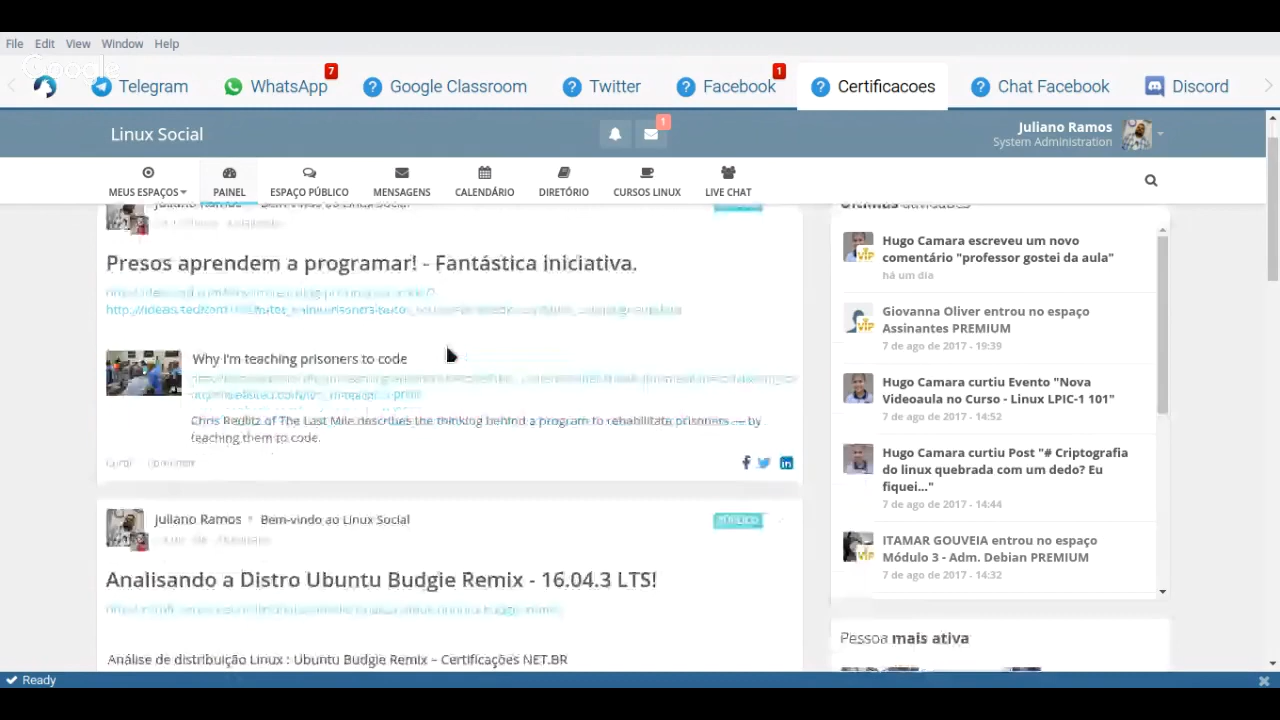 File Edit View Window Help
Google
Telegram WhatsApp 7 Google Classroom Twitter Facebook 1 Certificacoes Chat Facebook Discord
Linux Social 1 Juliano Ramos
System Administration
MEUS ESPAÇOS PAINEL ESPAÇO PÚBLICO MENSAGENS CALENDÁRIO DIRETÓRIO CURSOS LINUX LIVE CHAT
Presos aprendem a programar! - Fantástica iniciativa.
Why I'm teaching prisoners to code
Chris Redlitz of The Last Mile describes the thinking behind a program to rehabilitate prisoners — by
teaching them to code.
Juliano Ramos Bem-vindo ao Linux Social
PÚBLICO
Analisando a Distro Ubuntu Budgie Remix - 16.04.3 LTS!
Análise de distribuição Linux : Ubuntu Budgie Remix – Certificações NET.BR
Últimas atividades
Hugo Camara escreveu um novo
comentário "professor gostei da aula"
há um dia
Giovanna Oliver entrou no espaço
Assinantes PREMIUM
7 de ago de 2017 - 19:39
Hugo Camara curtiu Evento "Nova
Videoaula no Curso - Linux LPIC-1 101"
7 de ago de 2017 - 14:52
Hugo Camara curtiu Post "# Criptografia
do linux quebrada com um dedo? Eu
fiquei..."
7 de ago de 2017 - 14:44
ITAMAR GOUVEIA entrou no espaço
Módulo 3 - Adm. Debian PREMIUM
7 de ago de 2017 - 14:32
Pessoa mais ativa
Ready